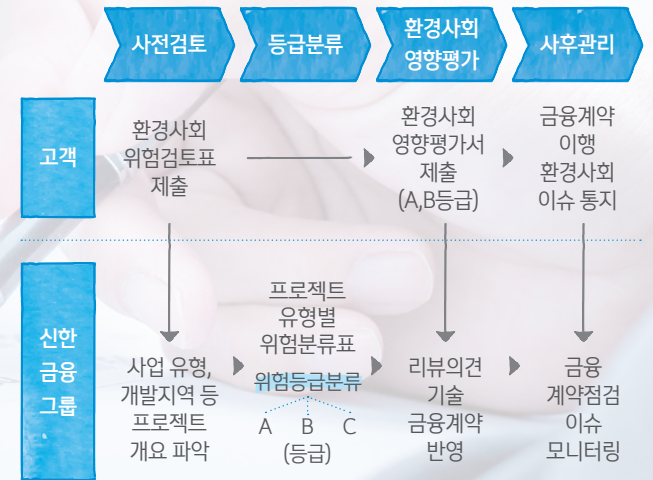 사전검토
등급분류
환경사회
영향평가
사후관리
고객
환경사회
위험검토표
제출
환경사회
영향평가서
제출
(A,B등급)
금융계약
이행
환경사회
이슈 통지
신한
금융
그룹
사업 유형,
개발지역 등
프로젝트
개요 파악
프로젝트
유형별
위험분류표
위험등급분류
A B C
(등급)
리뷰의견
기술
금융계약
반영
금융
계약점검
이슈
모니터링